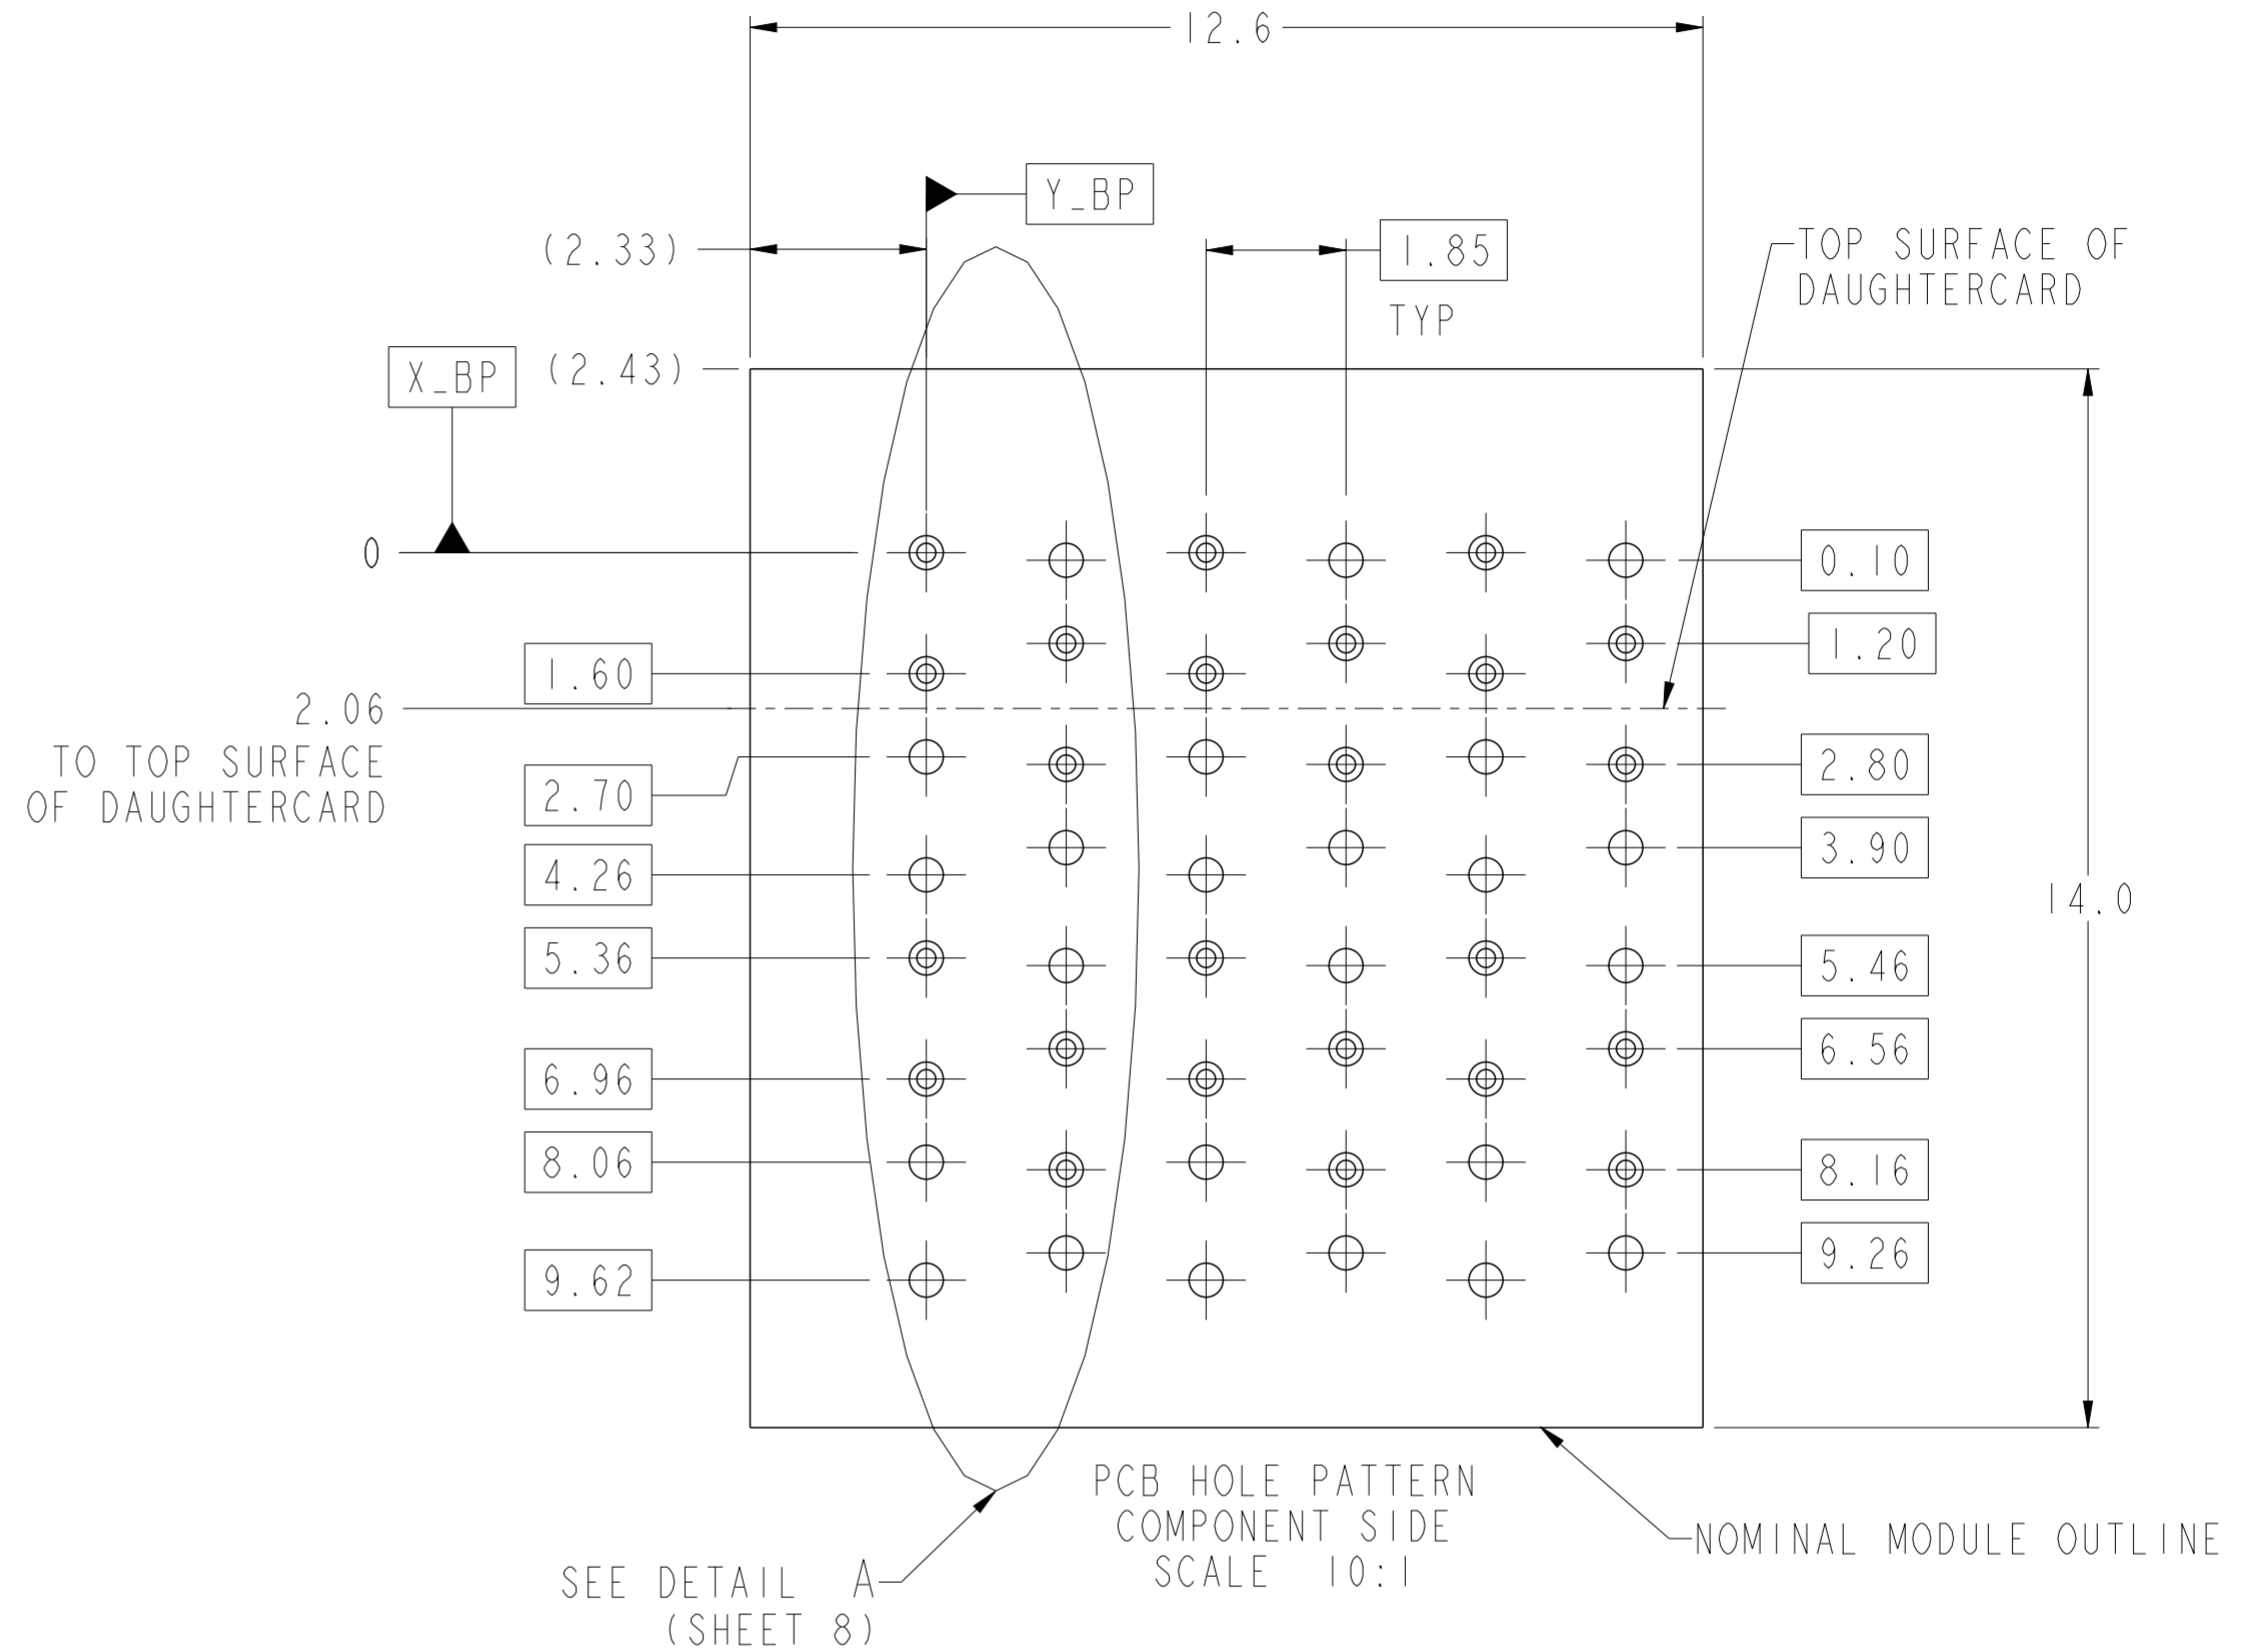 12.6
Y_BP
(2.33)
1.85
TYP
TOP SURFACE OF
DAUGHTERCARD
X_BP
(2.43)
0
0.10
1.20
1.60
2.06
TO TOP SURFACE
OF DAUGHTERCARD
2.70
2.80
4.26
3.90
14.0
5.36
5.46
6.96
6.56
8.06
8.16
9.62
9.26
PCB HOLE PATTERN
COMPONENT SIDE
SCALE 10:1
NOMINAL MODULE OUTLINE
SEE DETAIL A
(SHEET 8)